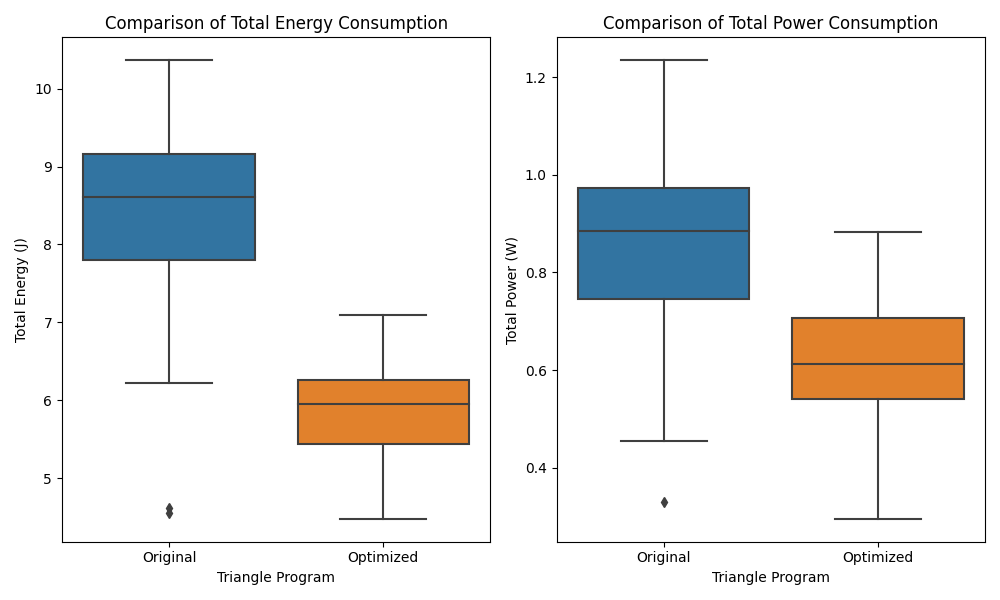 Comparison of Total Energy Consumption
Total Energy (J)
10
9
8
7
6
5
Original
Optimized
Triangle Program
Comparison of Total Power Consumption
Total Power (W)
1.2
1.0
0.8
0.6
0.4
Original
Optimized
Triangle Program